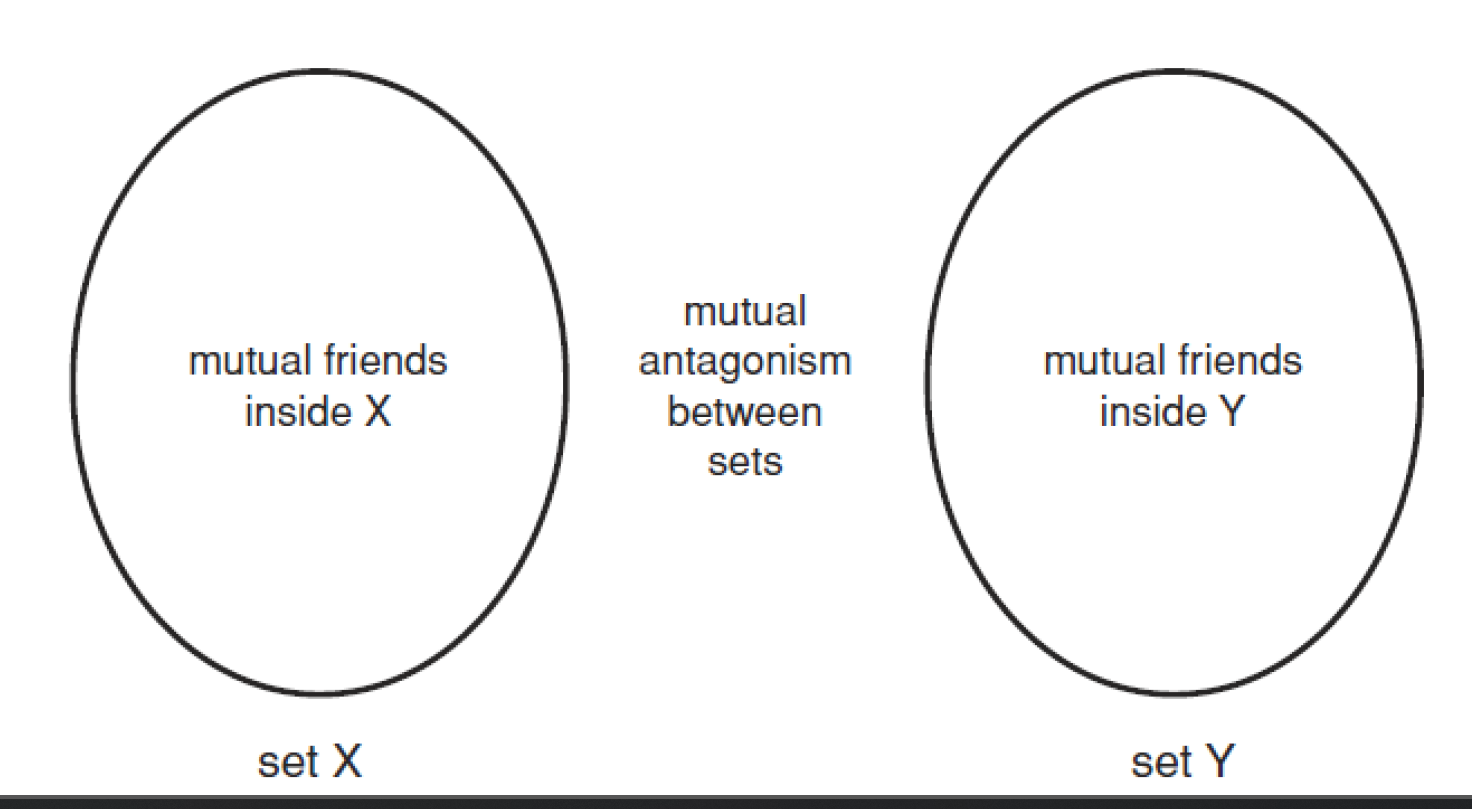 mutual friends
inside X
mutual
antagonism
between
sets
mutual friends
inside Y
set X
set Y